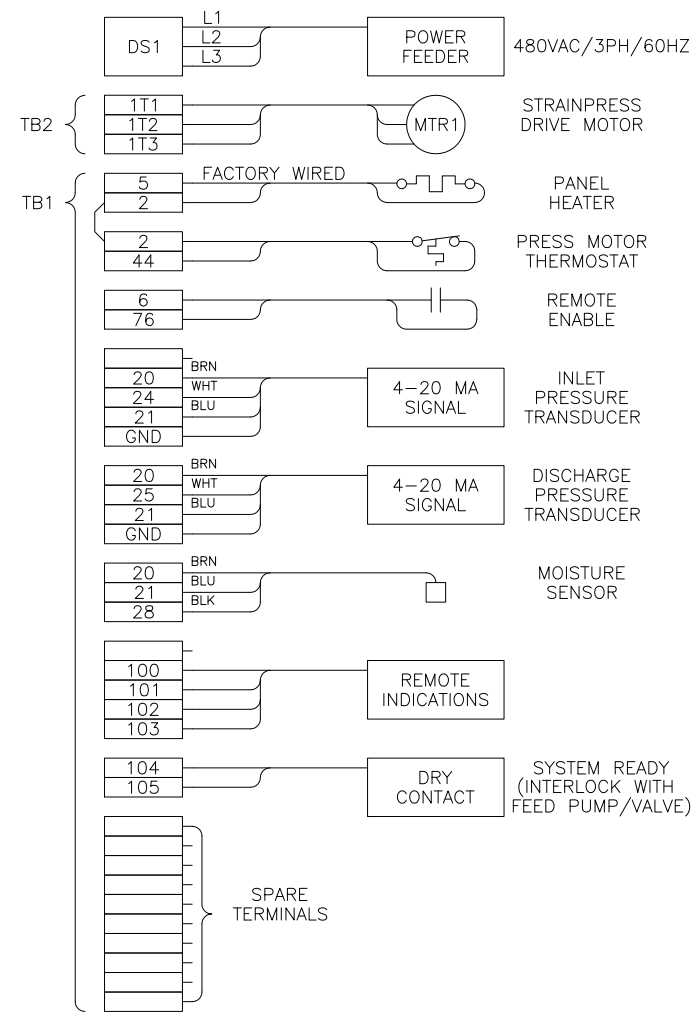 DS1
L1
L2
L3
POWER
FEEDER
480VAC/3PH/60HZ
TB2
1T1
1T2
1T3
MTR1
STRAINPRESS
DRIVE MOTOR
TB1
5
2
FACTORY WIRED
PANEL
HEATER
2
44
PRESS MOTOR
THERMOSTAT
6
76
REMOTE
ENABLE
20
24
21
GND
BRN
WHT
BLU
4-20 MA
SIGNAL
INLET
PRESSURE
TRANSDUCER
20
25
21
GND
BRN
WHT
BLU
4-20 MA
SIGNAL
DISCHARGE
PRESSURE
TRANSDUCER
20
21
28
BRN
BLU
BLK
MOISTURE
SENSOR
100
101
102
103
REMOTE
INDICATIONS
104
105
DRY
CONTACT
SYSTEM READY
(INTERLOCK WITH
FEED PUMP/VALVE)
SPARE
TERMINALS